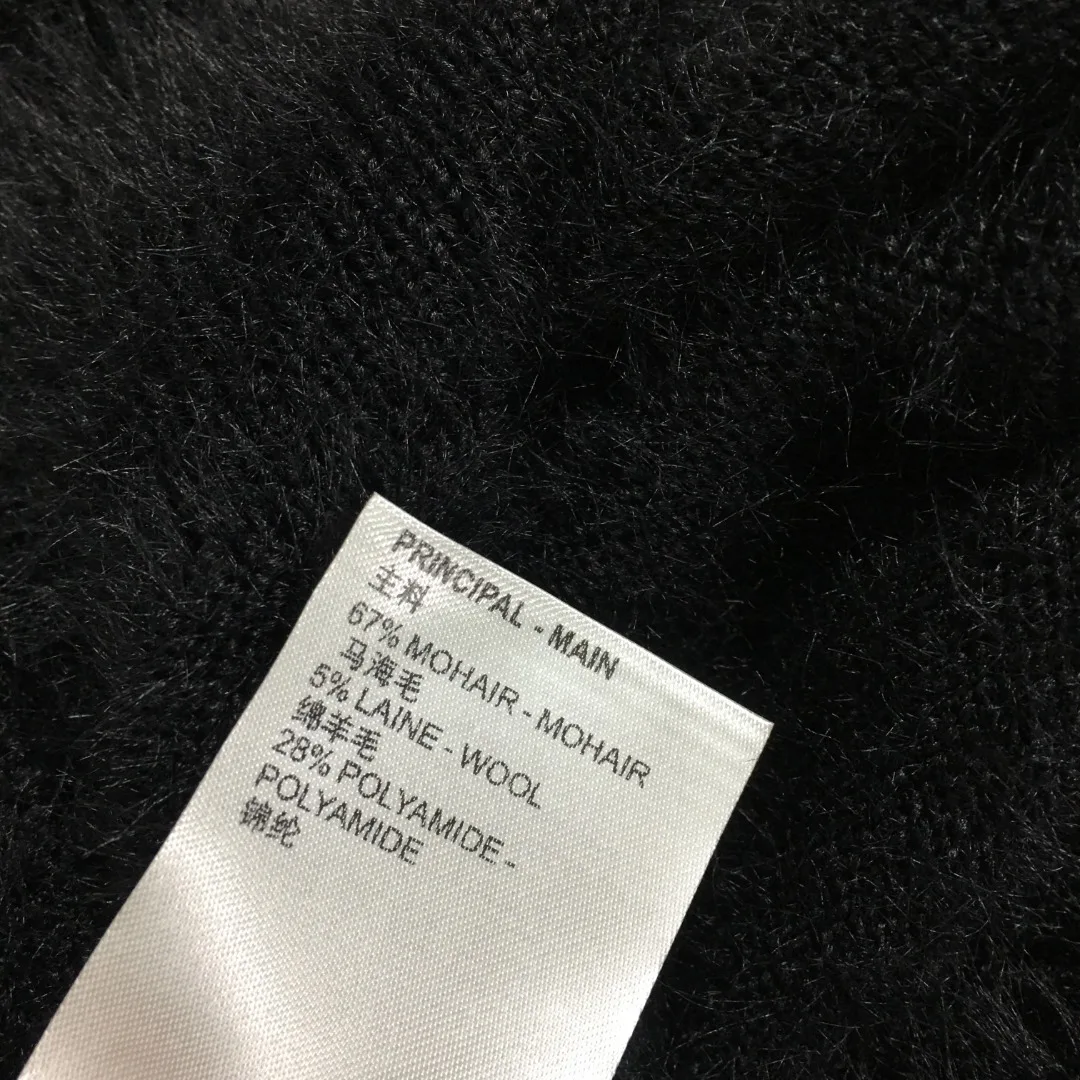 PRINCIPAL - MAIN
主料
67% MOHAIR - MOHAIR
马海毛
5% LAINE - WOOL
绵羊毛
28% POLYAMIDE -
POLYAMIDE
锦纶